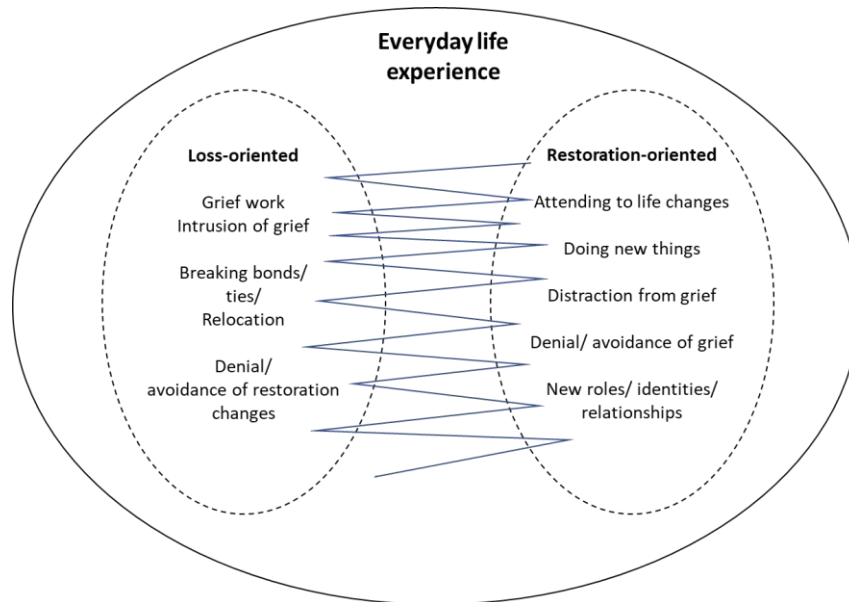 Everyday life
experience
Loss-oriented
Grief work
Intrusion of grief
Breaking bonds/
ties/
Relocation
Denial/
avoidance of restoration
changes
Restoration-oriented
Attending to life changes
Doing new things
Distraction from grief
Denial/ avoidance of grief
New roles/ identities/
relationships